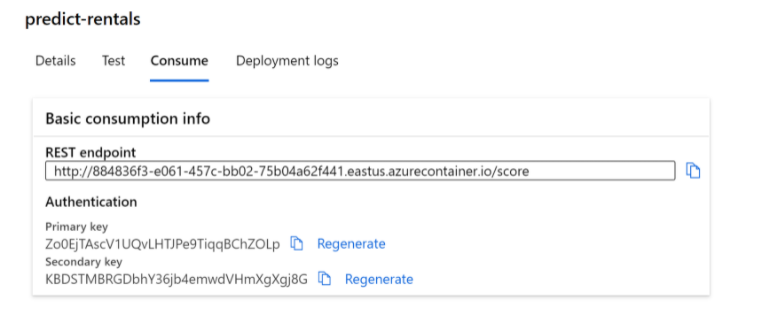 predict-rentals
Details Test Consume Deployment logs
Basic consumption info
REST endpoint
http://884836f3-e061-457c-bb02-75b04a62f441.eastus.azurecontainer.io/score
Authentication
Primary key
Zo0EjTAscV1UQvLHTJPe9TiqqBChZOLp Regenerate
Secondary key
KBDSTMBRGDbhY36jb4emwdVHmXgXgj8G Regenerate